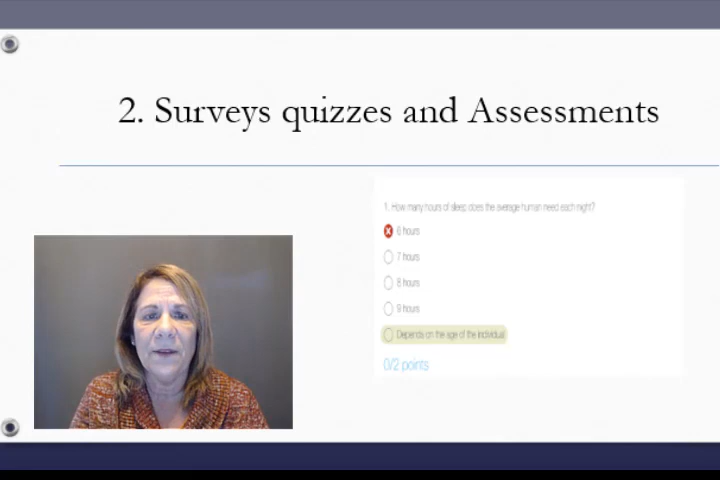 2. Surveys quizzes and Assessments
1. How many hours of sleep does the average human need each night?
6 hours
7 hours
8 hours
9 hours
Depends on the age of the individual
0/2 points